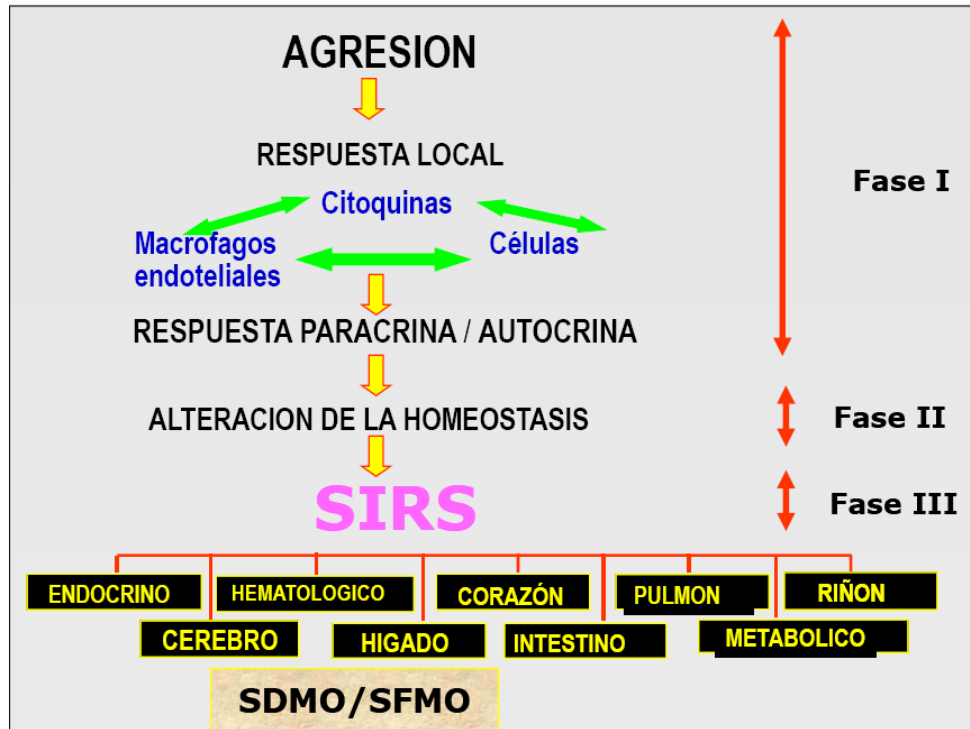 AGRESION
RESPUESTA LOCAL
Fase I
Citoquinas
Macrofagos
endoteliales
Células
RESPUESTA PARACRINA / AUTOCRINA
ALTERACION DE LA HOMEOSTASIS
Fase II
SIRS
Fase III
ENDOCRINO
HEMATOLOGICO
CORAZÓN
PULMON
RIÑON
CEREBRO
HIGADO
INTESTINO
METABOLICO
SDMO/SFMO